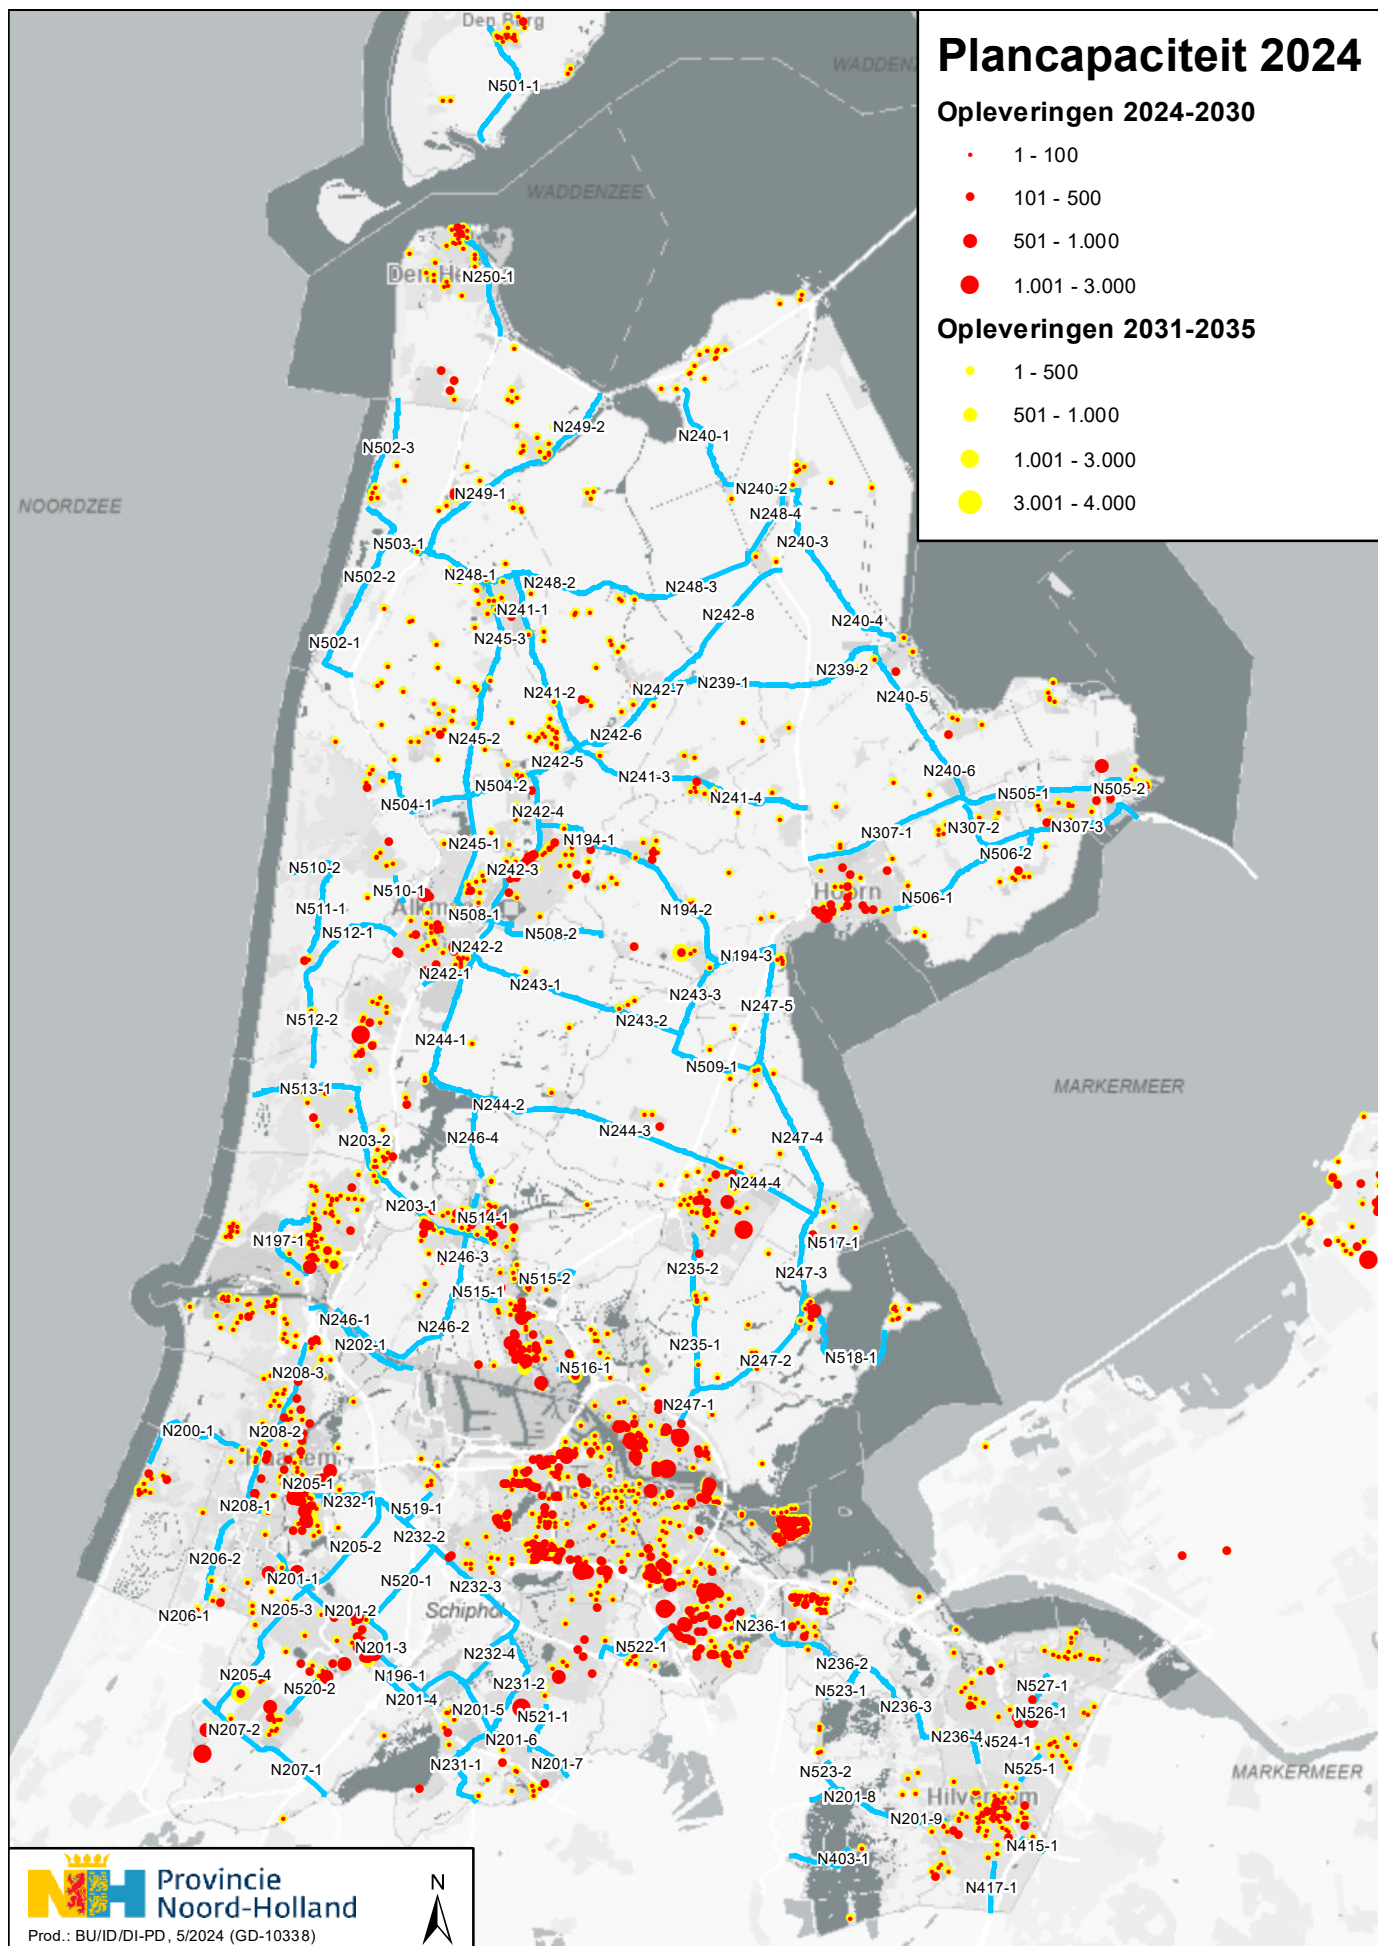 Den Burg
Plancapaciteit 2024
Opleveringen 2024-2030
1 - 100
101 - 500
501 - 1.000
1.001 - 3.000
Opleveringen 2031-2035
1 - 500
501 - 1.000
1.001 - 3.000
3.001 - 4.000
N501-1
WADDENZEE
N250-1
N249-2
N240-1
N502-3
N249-1
N240-2
NOORDZEE
N248-4
N503-1
N240-3
N502-2
N248-1
N248-2
N248-3
N241-1
N242-8
N240-4
N245-3
N502-1
N239-2
N239-1
N242-7
N241-2
N240-5
N245-2
N242-6
N242-5
N240-6
N241-3
N504-2
N505-2
N505-1
N241-4
N504-1
N242-4
N307-2
N307-3
N307-1
N245-1
N194-1
N506-2
N510-2
N242-3
N510-1
Hoorn
N506-1
N511-1
Alkmaar
N508-1
N194-2
N512-1
N508-2
N242-2
N194-3
N242-1
N243-1
N243-3
N247-5
N512-2
N243-2
N244-1
N509-1
MARKERMEER
N513-1
N244-2
N244-3
N203-2
N246-4
N247-4
N244-4
N203-1
N514-1
N197-1
N517-1
N246-3
N235-2
N247-3
N515-2
N515-1
N246-1
N246-2
N202-1
N235-1
N247-2
N518-1
N516-1
N208-3
N247-1
N200-1
N208-2
Haarlem
N205-1
Amsterdam
N232-1
N208-1
N519-1
N232-2
N205-2
N206-2
N201-1
N520-1
N232-3
N205-3
N201-2
Schiphol
N206-1
N236-1
N201-3
N522-1
N232-4
N236-2
N205-4
N196-1
N231-2
N520-2
N201-4
N523-1
N527-1
N201-5
N236-3
N521-1
N526-1
N207-2
N201-6
N236-4
N524-1
N231-1
N201-7
N525-1
N207-1
N523-2
MARKERMEER
N201-8
Hilversum
N201-9
N415-1
N403-1
N417-1
NH Provincie
Noord-Holland
N
Prod.: BU/ID/DI-PD, 5/2024 (GD-10338)